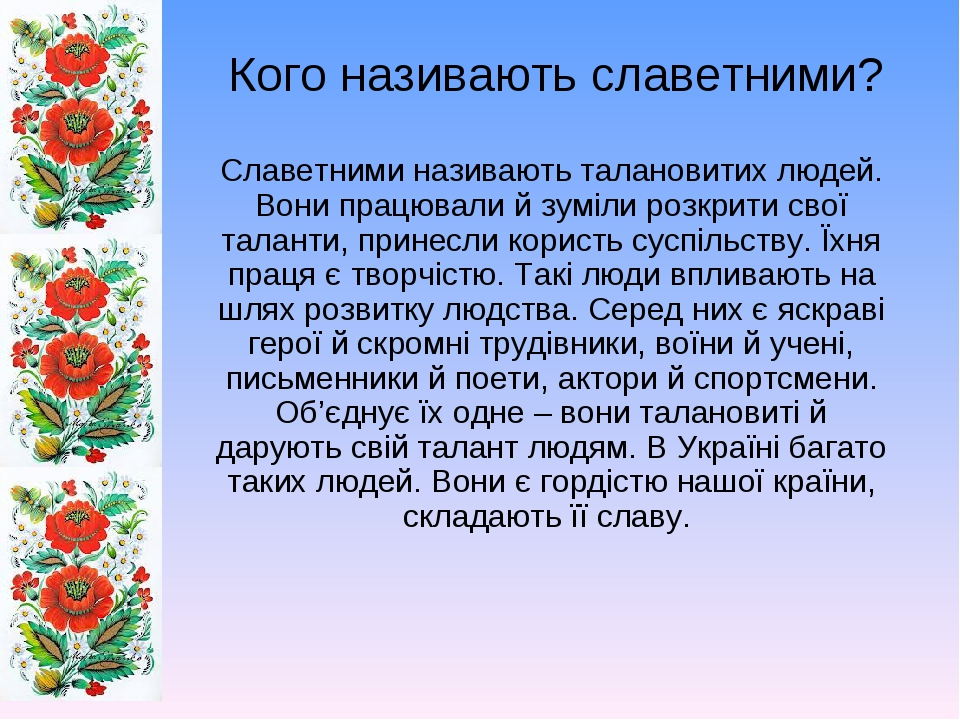 Кого називають славетними?
Славетними називають талановитих людей.
Вони працювали й зуміли розкрити свої
таланти, принесли користь суспільству. Їхня
праця є творчістю. Такі люди впливають на
шлях розвитку людства. Серед них є яскраві
герої й скромні трудівники, воїни й учені,
письменники й поети, актори й спортсмени.
Об’єднує їх одне – вони талановиті й
дарують свій талант людям. В Україні багато
таких людей. Вони є гордістю нашої країни,
складають її славу.